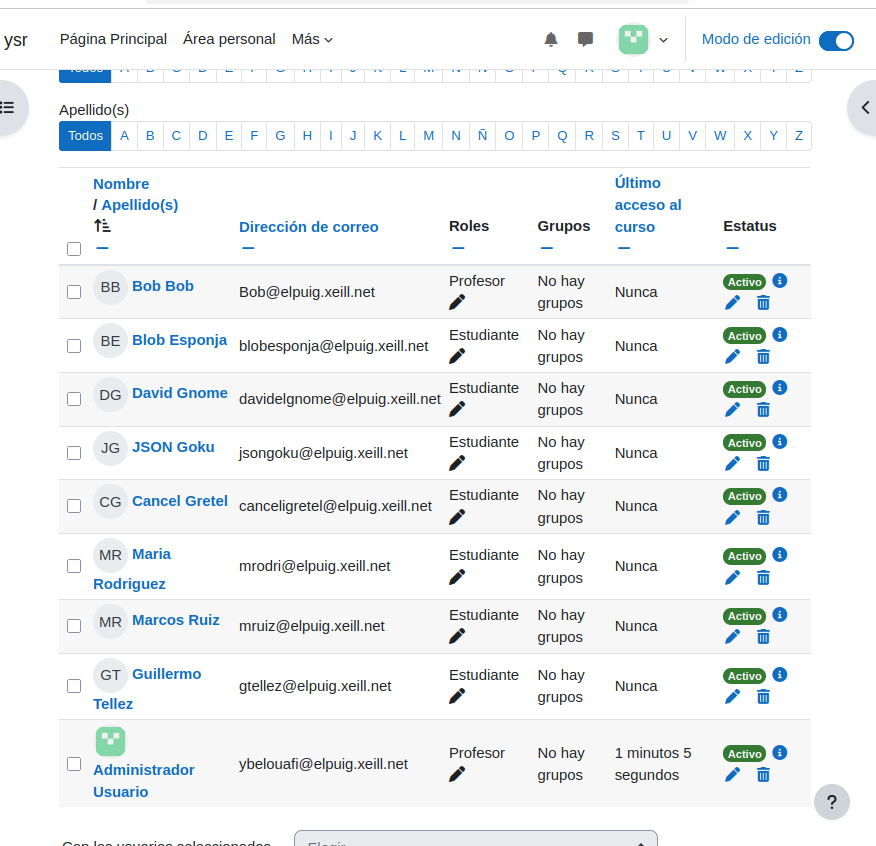 ysr Página Principal Área personal Más Modo de edición
Todos A B C D E F G H I J K L M N Ñ O P Q R S T U V W X Y Z
Apellido(s)
Todos A B C D E F G H I J K L M N Ñ O P Q R S T U V W X Y Z
Nombre / Apellido(s) Dirección de correo Roles Grupos Último acceso al curso Estatus
BB Bob Bob Bob@elpuig.xeill.net Profesor No hay grupos Nunca Activo
BE Blob Esponja blobesponja@elpuig.xeill.net Estudiante No hay grupos Nunca Activo
DG David Gnome davidelgnome@elpuig.xeill.net Estudiante No hay grupos Nunca Activo
JG JSON Goku jsongoku@elpuig.xeill.net Estudiante No hay grupos Nunca Activo
CG Cancel Gretel canceligretel@elpuig.xeill.net Estudiante No hay grupos Nunca Activo
MR Maria Rodriguez mrodri@elpuig.xeill.net Estudiante No hay grupos Nunca Activo
MR Marcos Ruiz mruiz@elpuig.xeill.net Estudiante No hay grupos Nunca Activo
GT Guillermo Tellez gtellez@elpuig.xeill.net Estudiante No hay grupos Nunca Activo
Administrador Usuario ybelouafi@elpuig.xeill.net Profesor No hay grupos 1 minutos 5 segundos Activo
?
Con los usuarios seleccionados... Elegir...